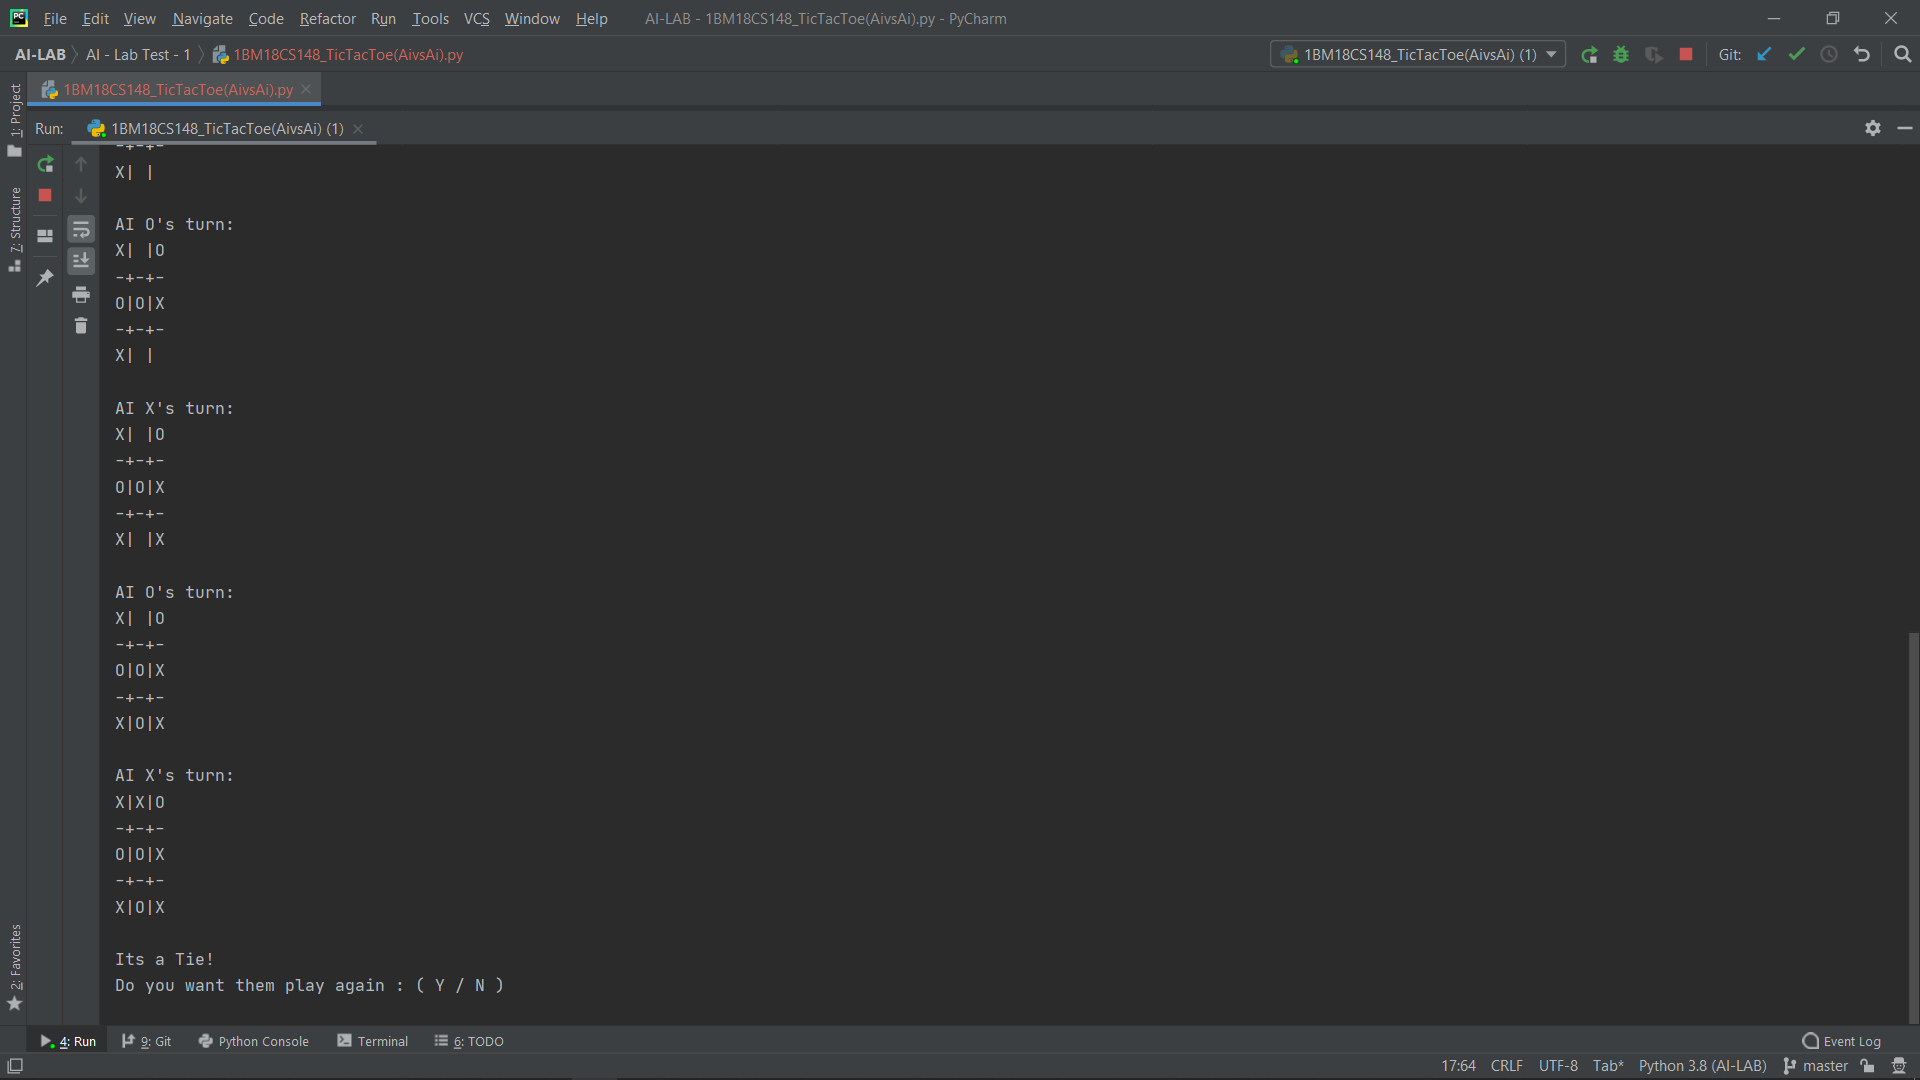 File Edit View Navigate Code Refactor Run Tools VCS Window Help AI-LAB - 1BM18CS148_TicTacToe(AivsAi).py - PyCharm
AI-LAB AI - Lab Test - 1 1BM18CS148_TicTacToe(AivsAi).py 1BM18CS148_TicTacToe(AivsAi) (1) Git:
1BM18CS148_TicTacToe(AivsAi).py
Run: 1BM18CS148_TicTacToe(AivsAi) (1)
1: Project
7: Structure
2: Favorites
-+-+-
X| |
AI O's turn:
X| |O
-+-+-
O|O|X
-+-+-
X| |
AI X's turn:
X| |O
-+-+-
O|O|X
-+-+-
X| |X
AI O's turn:
X| |O
-+-+-
O|O|X
-+-+-
X|O|X
AI X's turn:
X|X|O
-+-+-
O|O|X
-+-+-
X|O|X
Its a Tie!
Do you want them play again : ( Y / N )
4: Run 9: Git Python Console Terminal 6: TODO Event Log
17:64 CRLF UTF-8 Tab* Python 3.8 (AI-LAB) master